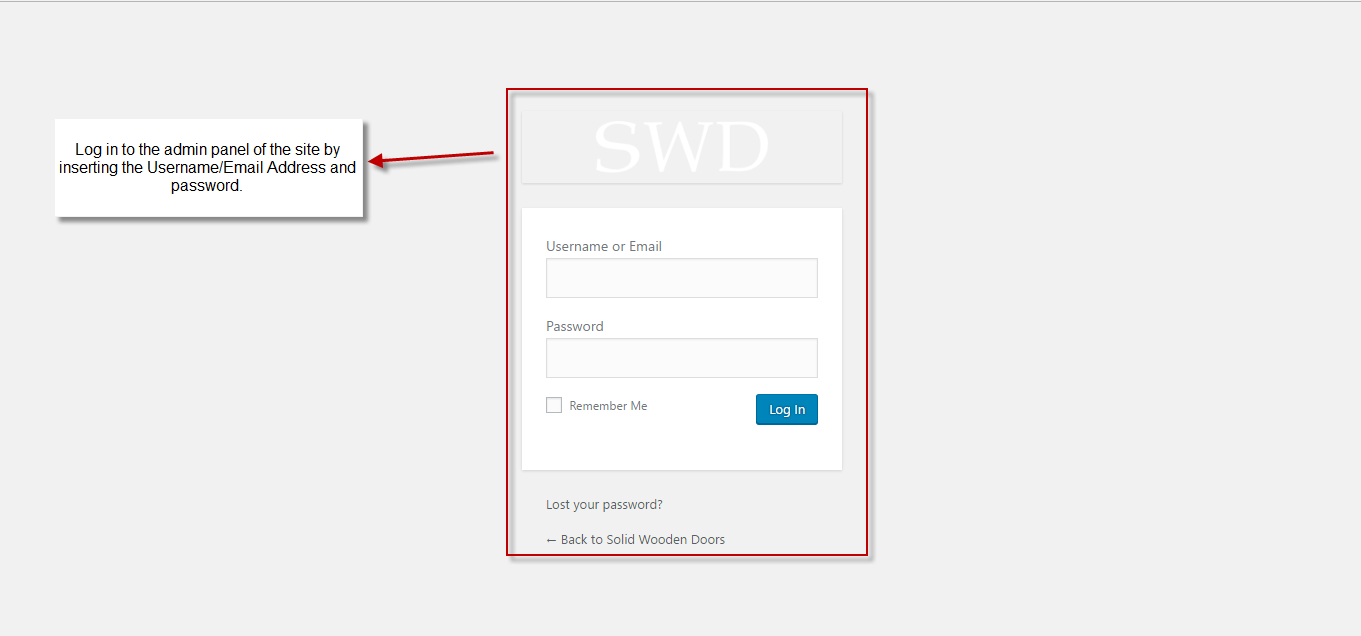 Log in to the admin panel of the site by
inserting the Username/Email Address and
password.
SWD
Username or Email
Password
Remember Me
Log In
Lost your password?
← Back to Solid Wooden Doors